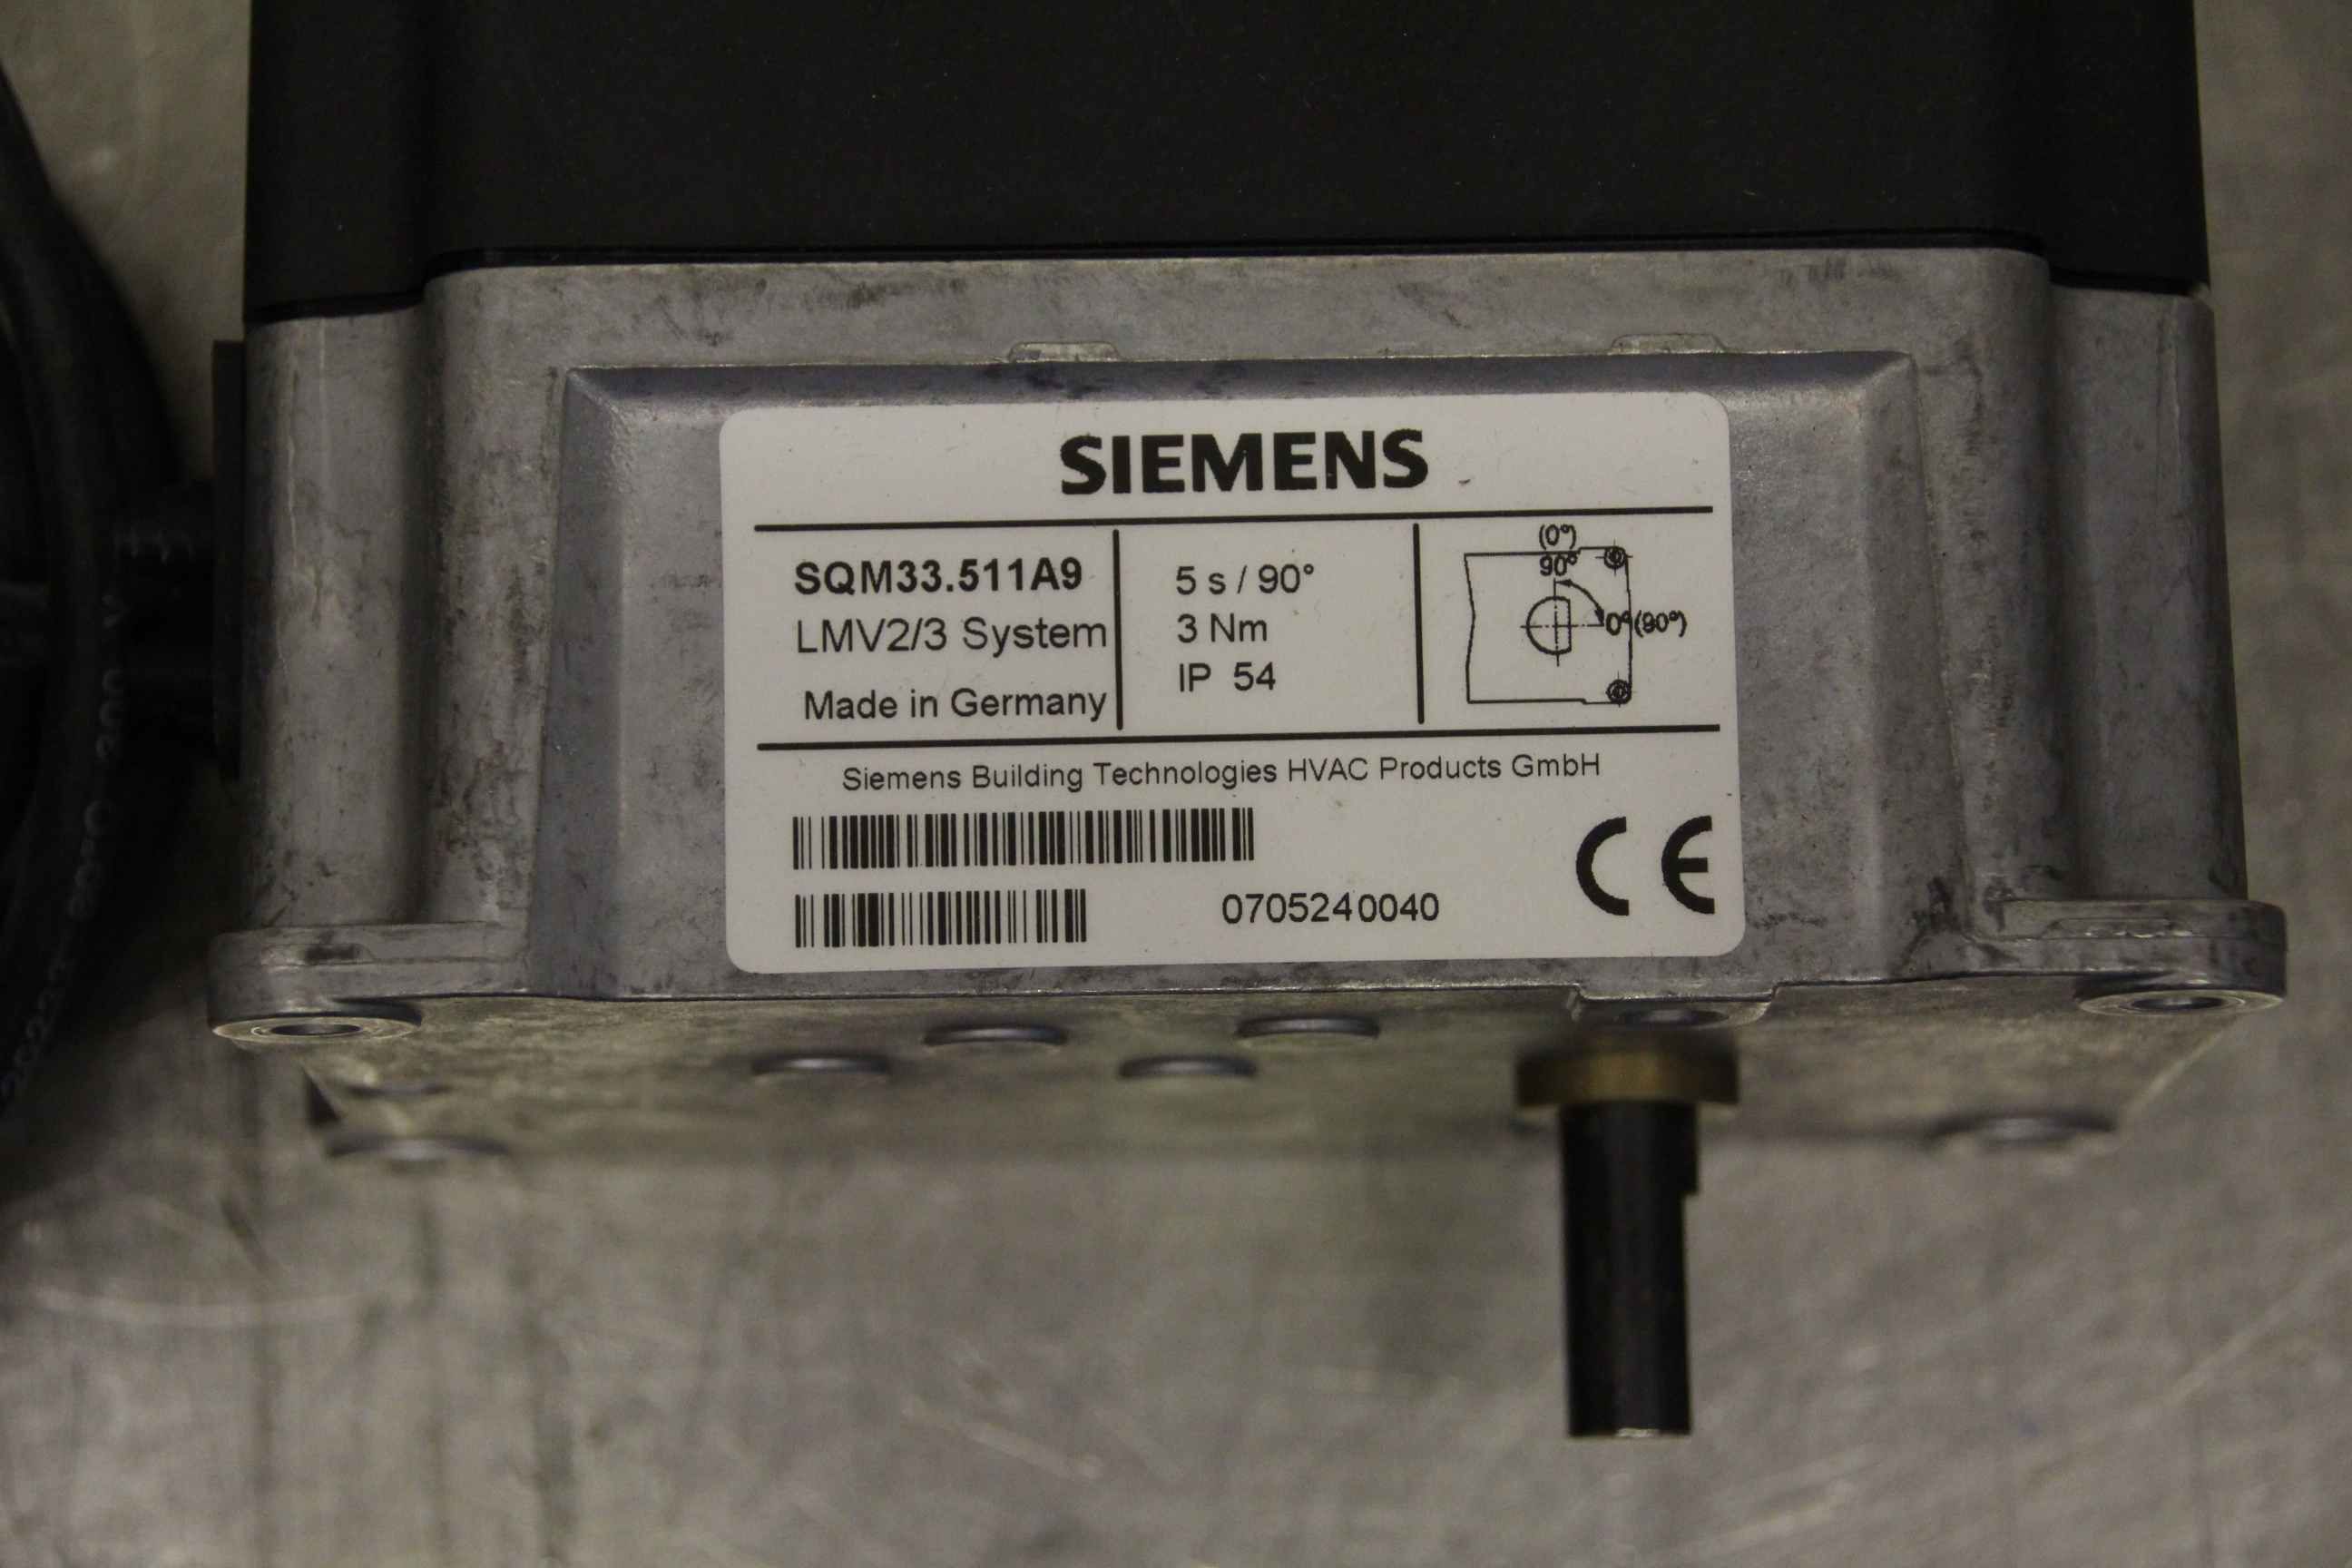 SIEMENS
SQM33.511A9
LMV2/3 System
Made in Germany
5 s / 90°
3 Nm
IP 54
(0°)
90°
0°(90°)
Siemens Building Technologies HVAC Products GmbH
0705240040
CE